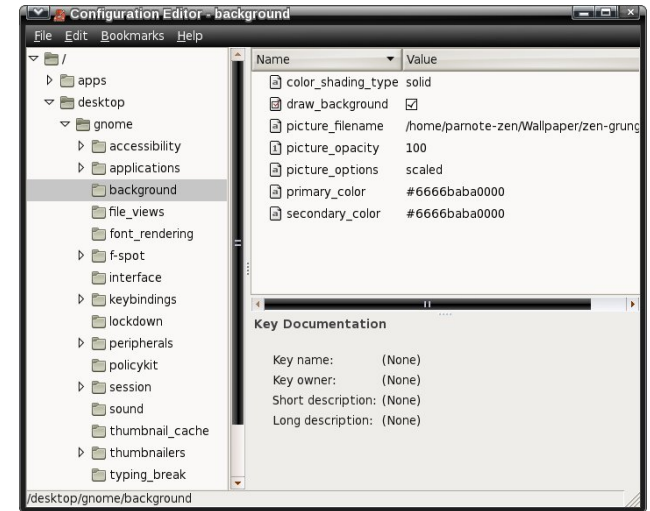 Configuration Editor - background
File Edit Bookmarks Help
/
apps
desktop
gnome
accessibility
applications
background
file_views
font_rendering
f-spot
interface
keybindings
lockdown
peripherals
policykit
session
sound
thumbnail_cache
thumbnailers
typing_break
Name Value
color_shading_type solid
draw_background
picture_filename /home/parnote-zen/Wallpaper/zen-grung
picture_opacity 100
picture_options scaled
primary_color #6666baba0000
secondary_color #6666baba0000
Key Documentation
Key name: (None)
Key owner: (None)
Short description: (None)
Long description: (None)
/desktop/gnome/background